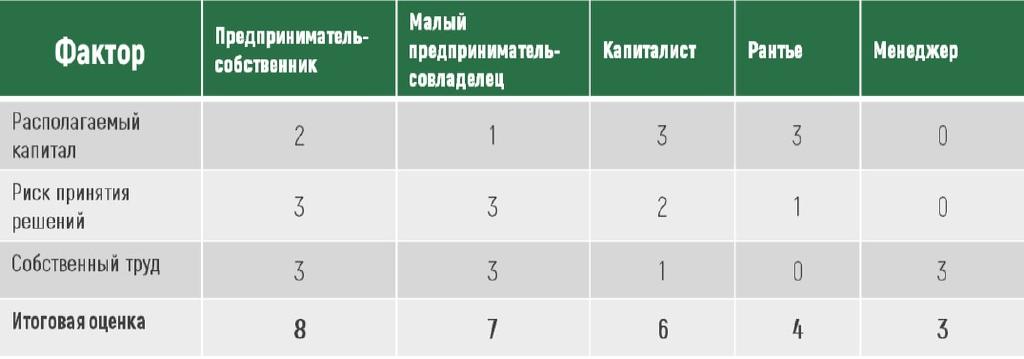 Фактор
Предприниматель-
собственник
Малый
предприниматель-
совладелец
Капиталист
Рантье
Менеджер
Располагаемый
капитал
2 1 3 3 0
Риск принятия
решений
3 3 2 1 0
Собственный труд 3 3 1 0 3
Итоговая оценка 8 7 6 4 3